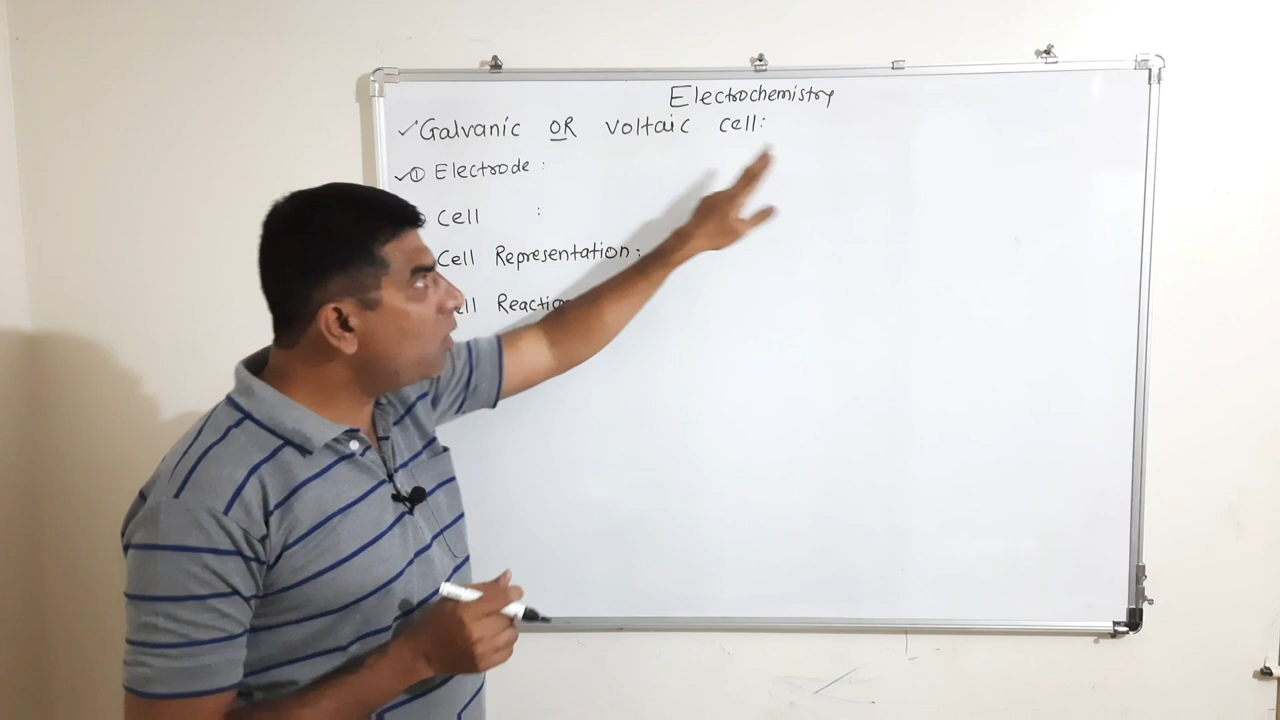 Electrochemistry
✓ Galvanic OR voltaic cell:
✓① Electrode :
Cell :
Cell Representation: